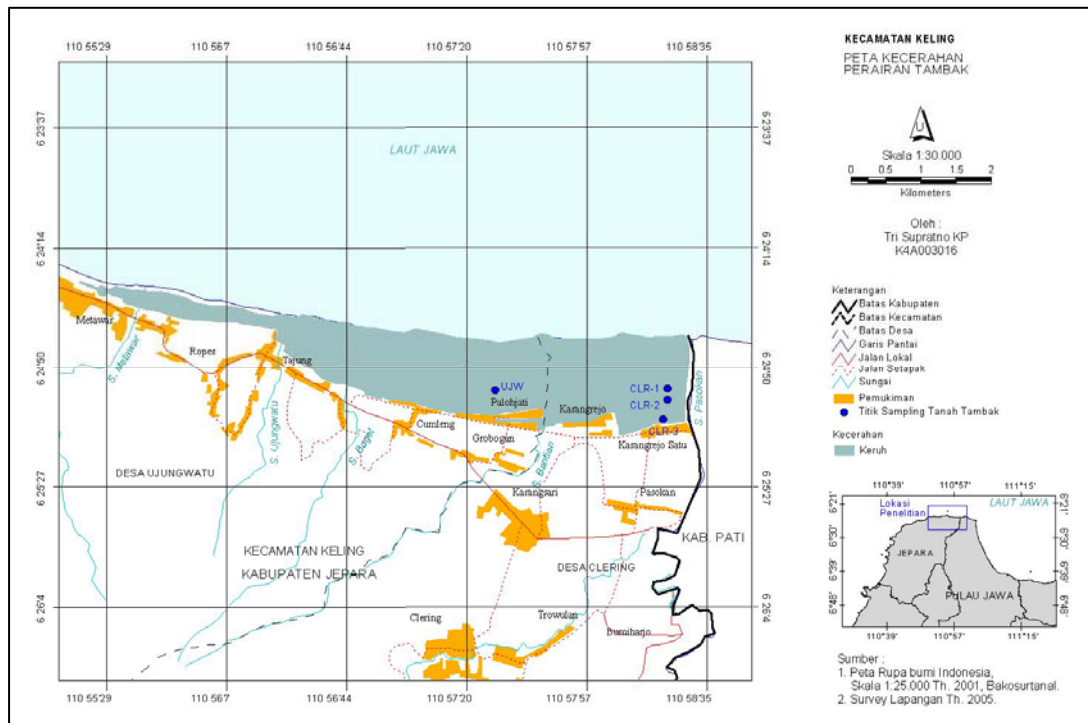 110 55'29
110 56'7
110 56'44
110 57'20
110 57'57
110 58'35
6 23'37
6 23'37
LAUT JAWA
6 24'14
6 24'14
Metawar
S. Metawar
Roper
Tajung
6 24'50
6 24'50
S. Ujungwatu
S. Bagel
UJW
Palohjati
CLR-1
CLR-2
CLR-3
Karangrejo
Cumleng
Grobogan
Karangrejo Satu
S. Pasokan
S. Bantian
DESA UJUNGWATU
6 25'27
6 25'27
Karangsari
Pasokan
KAB. PATI
KECAMATAN KELING
KABUPATEN JEPARA
DESA CLERING
6 26'4
6 26'4
Clering
Trowulan
Bumiharjo
110 55'29
110 56'7
110 56'44
110 57'20
110 57'57
110 58'35
KECAMATAN KELING
PETA KECERAHAN
PERAIRAN TAMBAK
U
Skala 1:30.000
0 0.5 1 1.5 2
Kilometers
Oleh :
Tri Supratno KP
K4A003016
Keterangan
Batas Kabupaten
Batas Kecamatan
Batas Desa
Garis Pantai
Jalan Lokal
Jalan Setapak
Sungai
Pemukiman
Titik Sampling Tanah Tambak
Kecerahan
Keruh
110°39'
110°57'
111°15'
6°21'
6°21'
Lokasi
Penelitian
LAUT JAWA
6°30'
6°30'
JEPARA
6°39'
6°39'
PULAU JAWA
6°48'
6°48'
110°39'
110°57'
111°15'
Sumber :
1. Peta Rupa bumi Indonesia,
Skala 1:25.000 Th. 2001, Bakosurtanal.
2. Survey Lapangan Th. 2005.